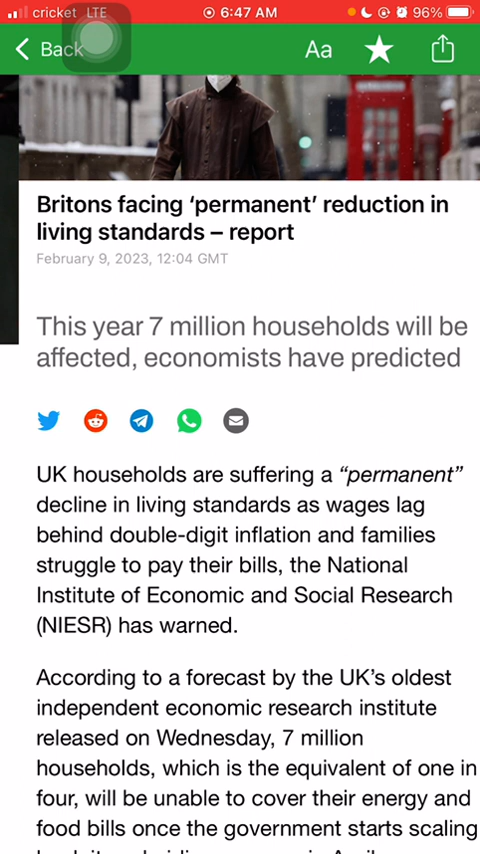 cricket LTE 6:47 AM 96%
Back Aa
Britons facing ‘permanent’ reduction in
living standards – report
February 9, 2023, 12:04 GMT
This year 7 million households will be
affected, economists have predicted
UK households are suffering a “permanent”
decline in living standards as wages lag
behind double-digit inflation and families
struggle to pay their bills, the National
Institute of Economic and Social Research
(NIESR) has warned.
According to a forecast by the UK’s oldest
independent economic research institute
released on Wednesday, 7 million
households, which is the equivalent of one in
four, will be unable to cover their energy and
food bills once the government starts scaling